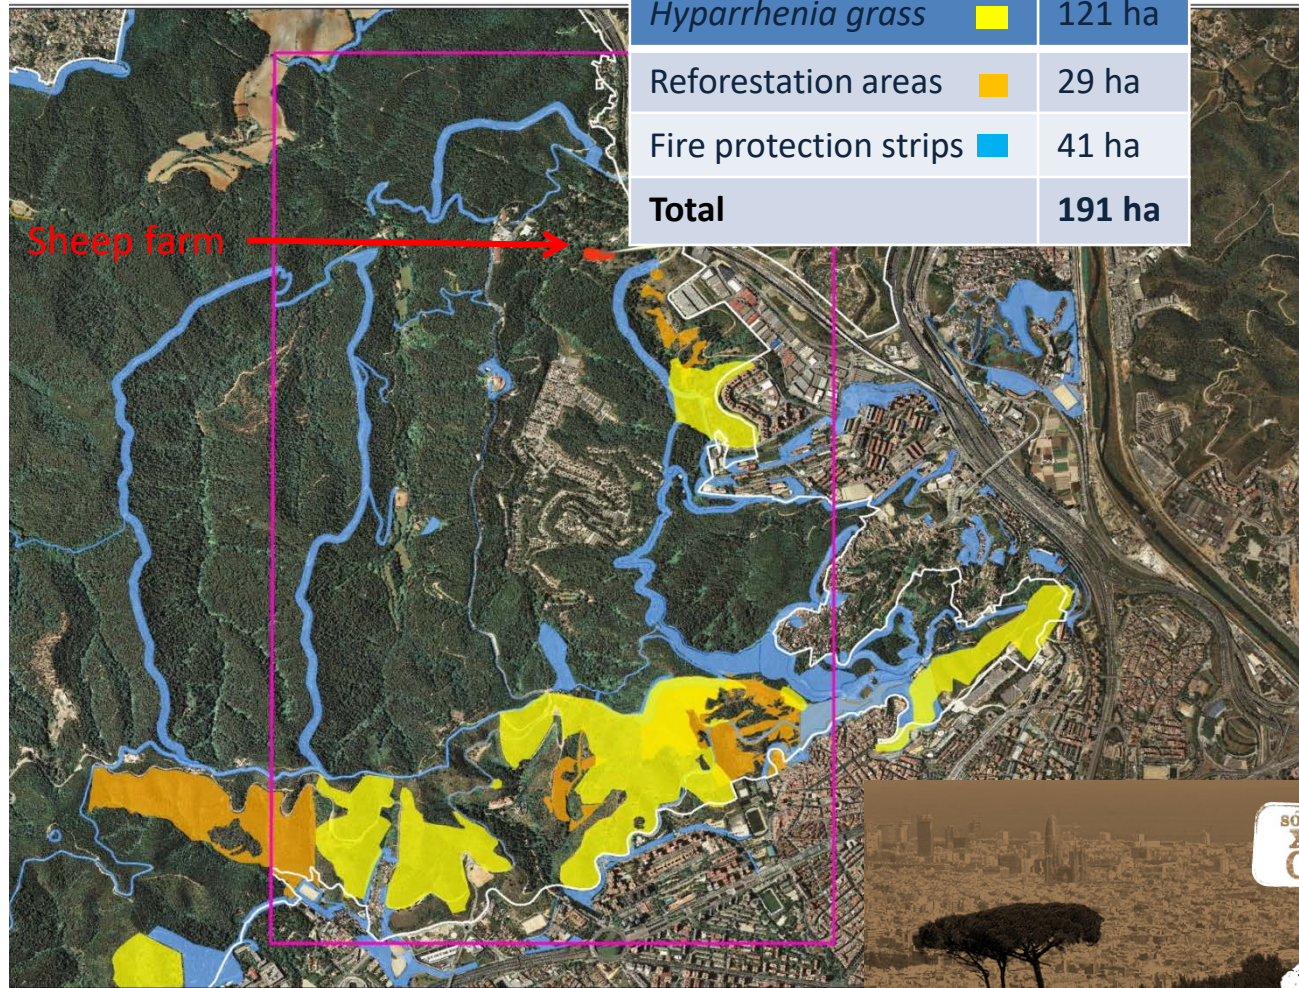 Hyparrhenia grass 121 ha
Reforestation areas 29 ha
Fire protection strips 41 ha
Total 191 ha
Sheep farm